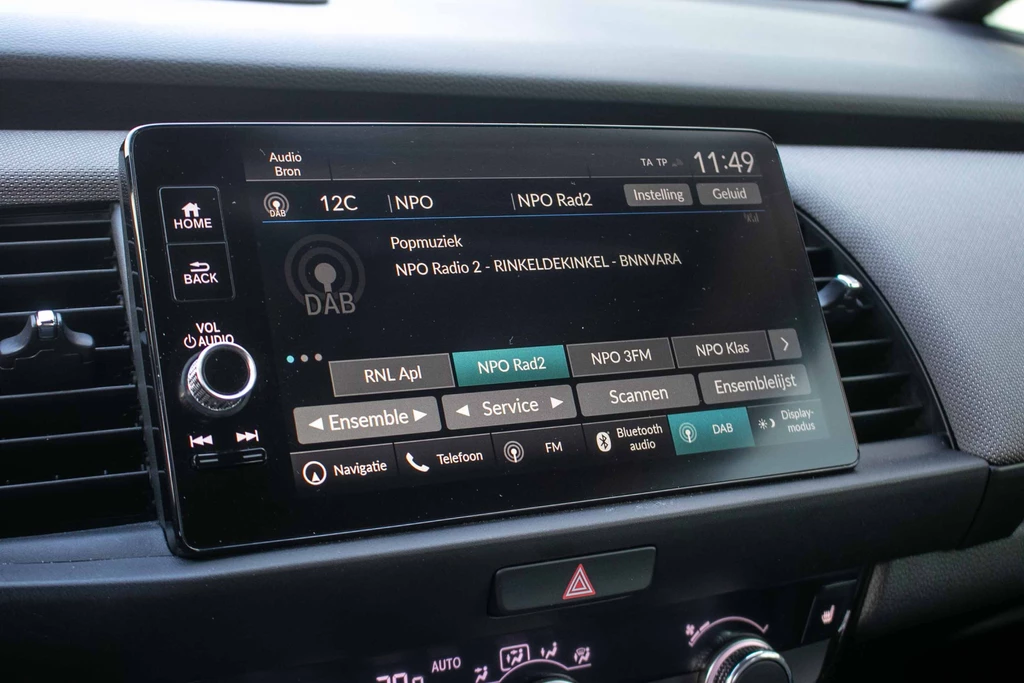 Audio
Bron
TA TP
11:49
DAB
12C
NPO
NPO Rad2
Instelling
Geluid
HOME
BACK
VOL
AUDIO
DAB
Popmuziek
NPO Radio 2 - RINKELDEKINKEL - BNNVARA
RNL Apl
NPO Rad2
NPO 3FM
NPO Klas
Ensemble
Service
Scannen
Ensemblelijst
Navigatie
Telefoon
FM
Bluetooth
audio
DAB
Display-
modus
AUTO